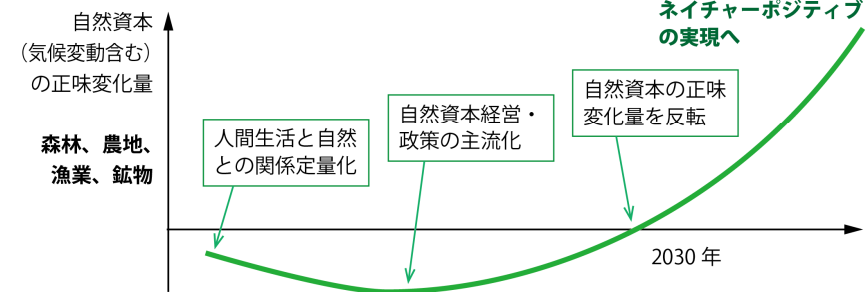 自然資本
（気候変動含む）
の正味変化量
森林、農地、
漁業、鉱物
人間生活と自然
との関係定量化
自然資本経営・
政策の主流化
自然資本の正味
変化量を反転
ネイチャーポジティブ
の実現へ
2030 年